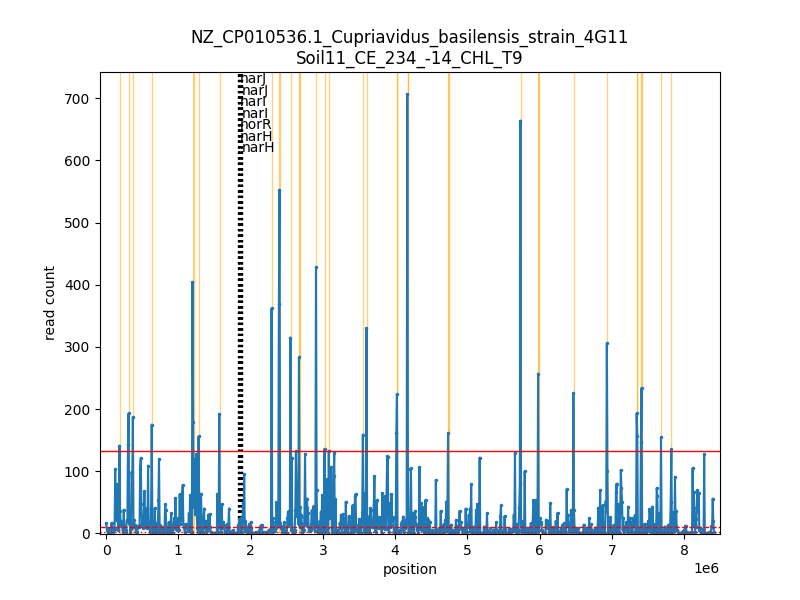 NZ_CP010536.1_Cupriavidus_basilensis_strain_4G11
Soil11_CE_234_-14_CHL_T9
narJ
narJ
narI
narI
norR
narH
narH
700
600
500
400
300
200
100
0
read count
0 1 2 3 4 5 6 7 8
1e6
position